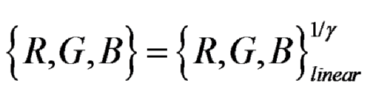 {R,G,B} = {R,G,B}^{1/γ}_{linear}